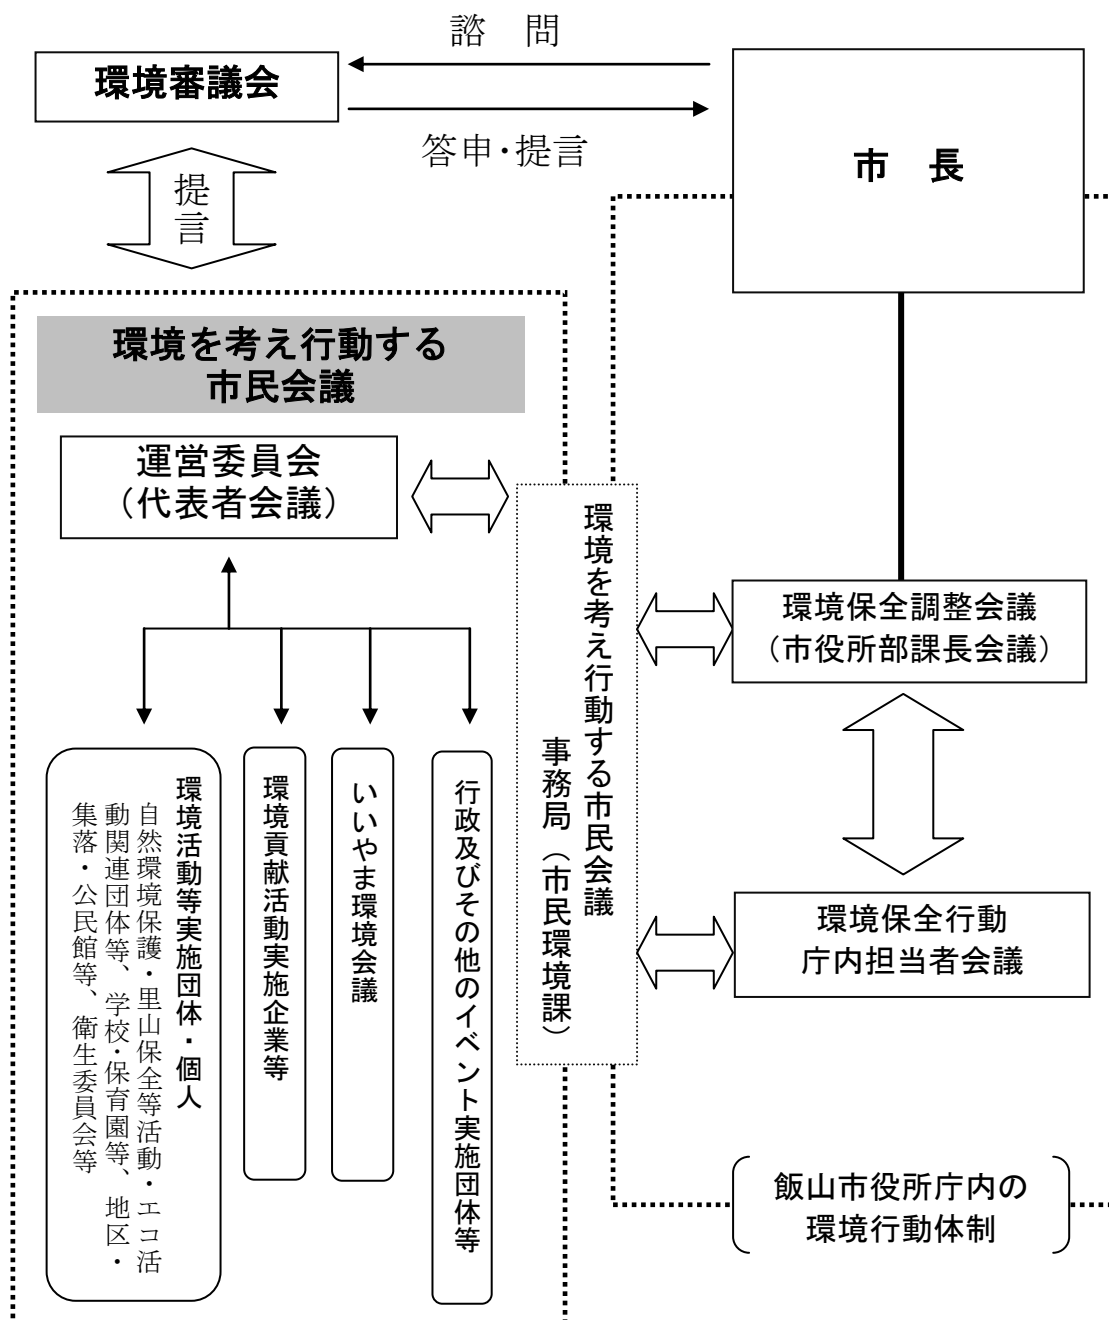 諮　問
環境審議会
答申・提言
市　長
提言
環境を考え行動する
市民会議
運営委員会
（代表者会議）
環境を考え行動する市民会議
事務局（市民環境課）
環境保全調整会議
（市役所部課長会議）
環境活動等実施団体・個人
自然環境保護・里山保全等活動・エコ活
動関連団体等、学校・保育園等、地区・
集落・公民館等、衛生委員会等
環境貢献活動実施企業等
いいやま環境会議
行政及びその他のイベント実施団体等
環境保全行動
庁内担当者会議
飯山市役所庁内の
環境行動体制